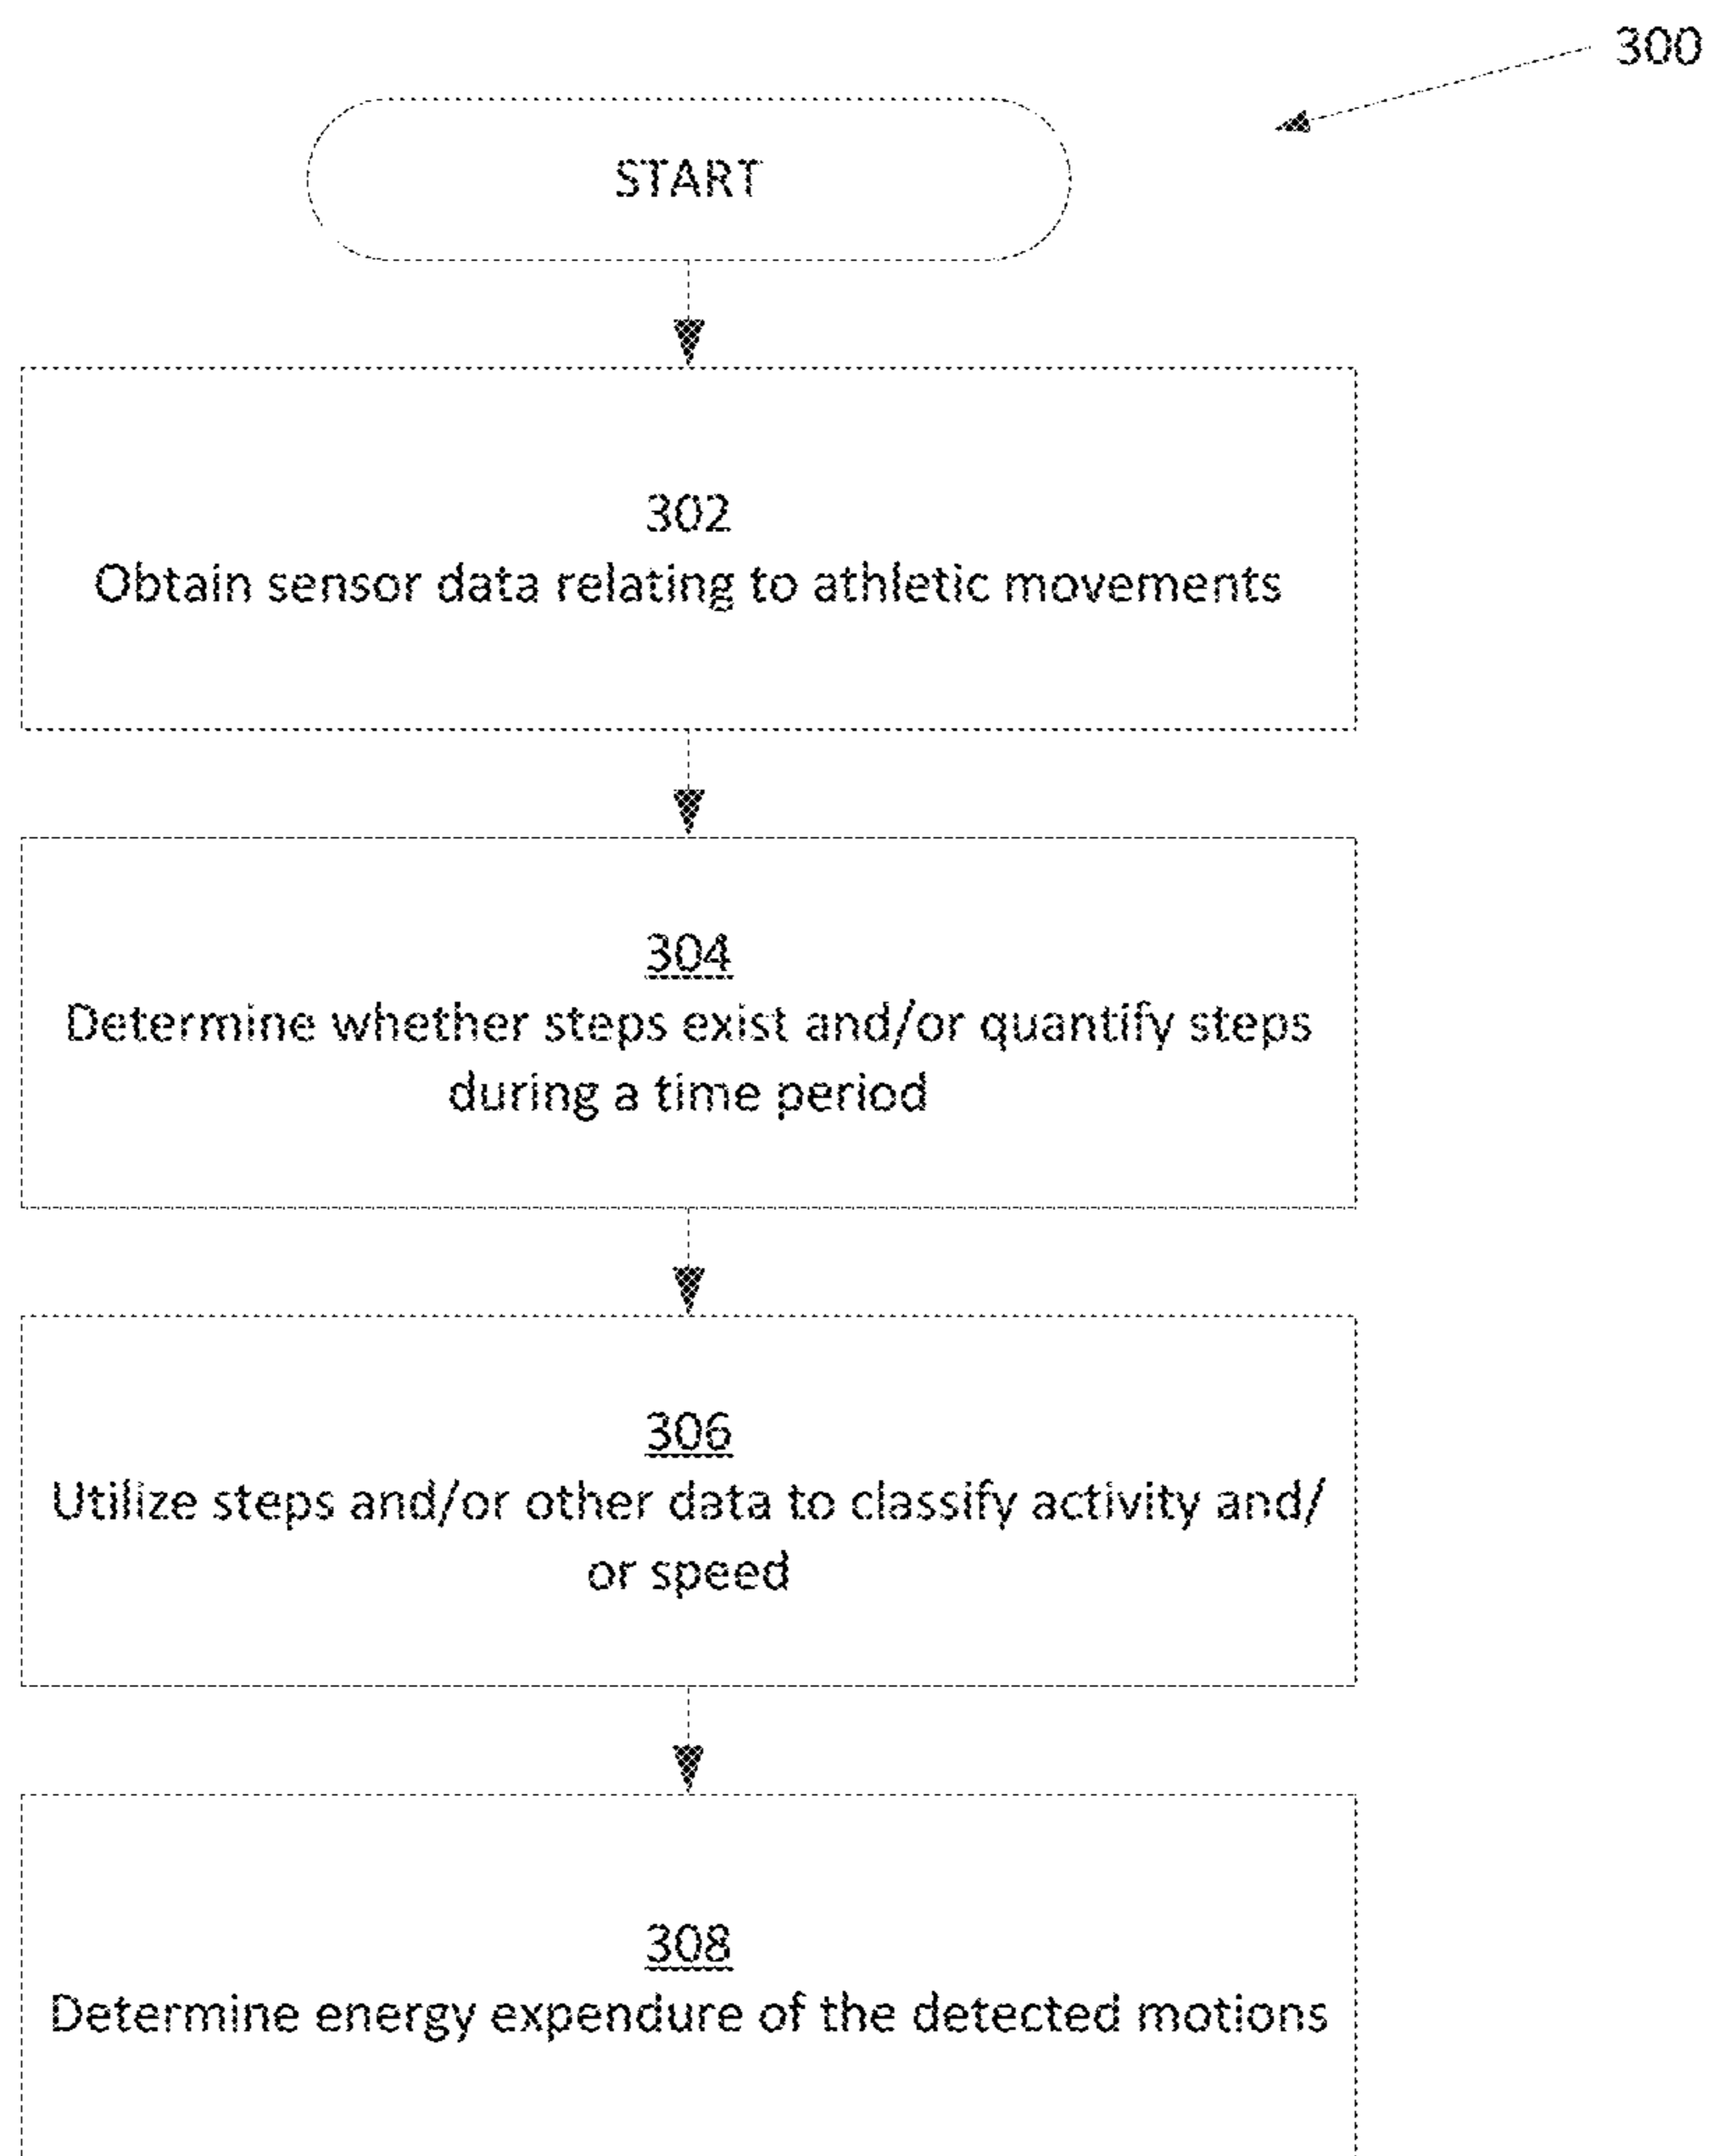 300
START
302
Obtain sensor data relating to athletic movements
304
Determine whether steps exist and/or quantify steps
during a time period
306
Utilize steps and/or other data to classify activity and/
or speed
308
Determine energy expendure of the detected motions